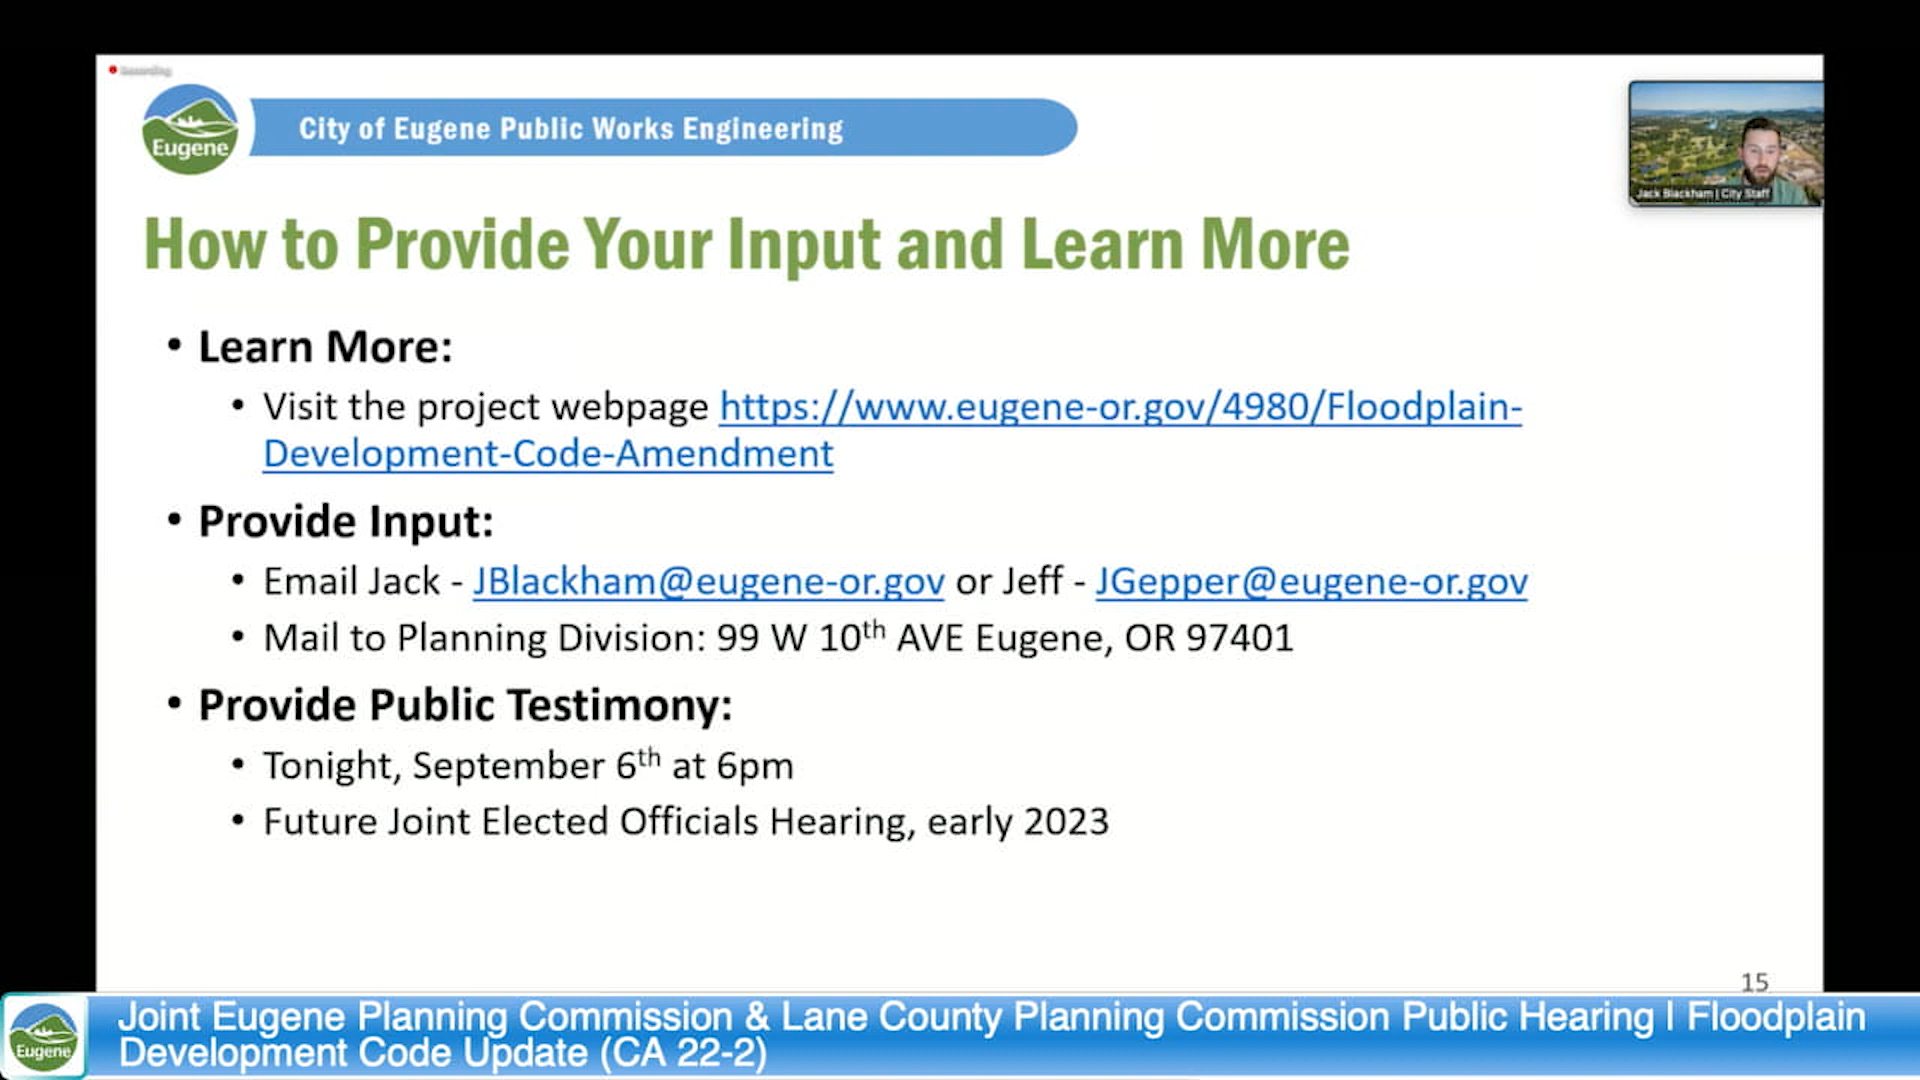 Recording
Eugene
City of Eugene Public Works Engineering
Jack Blackham | City Staff
How to Provide Your Input and Learn More
• Learn More:
• Visit the project webpage https://www.eugene-or.gov/4980/Floodplain-
Development-Code-Amendment
• Provide Input:
• Email Jack - JBlackham@eugene-or.gov or Jeff - JGepper@eugene-or.gov
• Mail to Planning Division: 99 W 10th AVE Eugene, OR 97401
• Provide Public Testimony:
• Tonight, September 6th at 6pm
• Future Joint Elected Officials Hearing, early 2023
15
Eugene
Joint Eugene Planning Commission & Lane County Planning Commission Public Hearing | Floodplain
Development Code Update (CA 22-2)